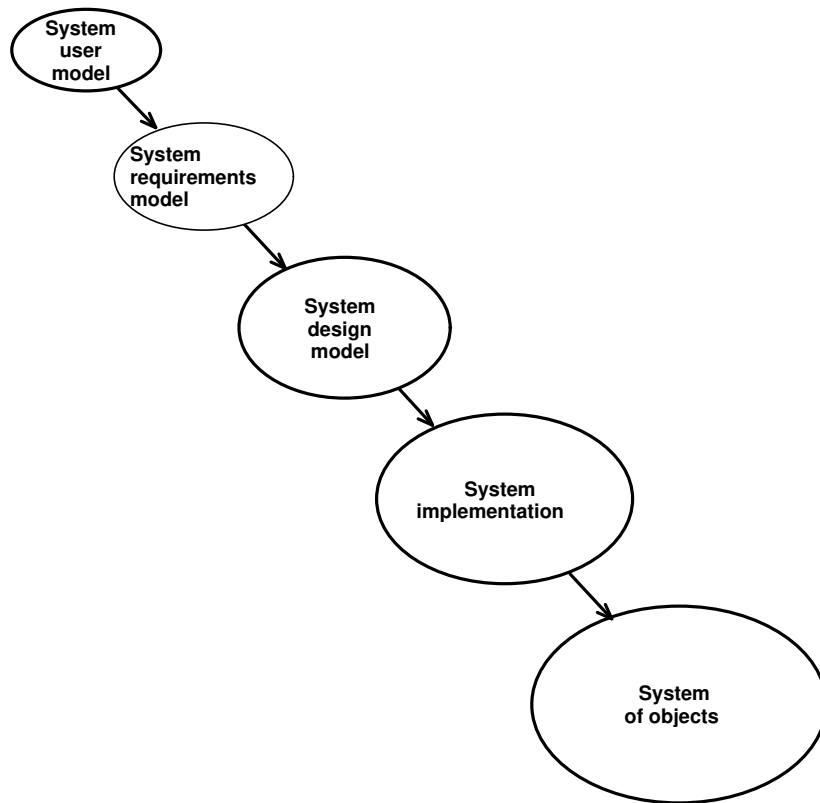 System
user
model
System
requirements
model
System
design
model
System
implementation
System
of objects